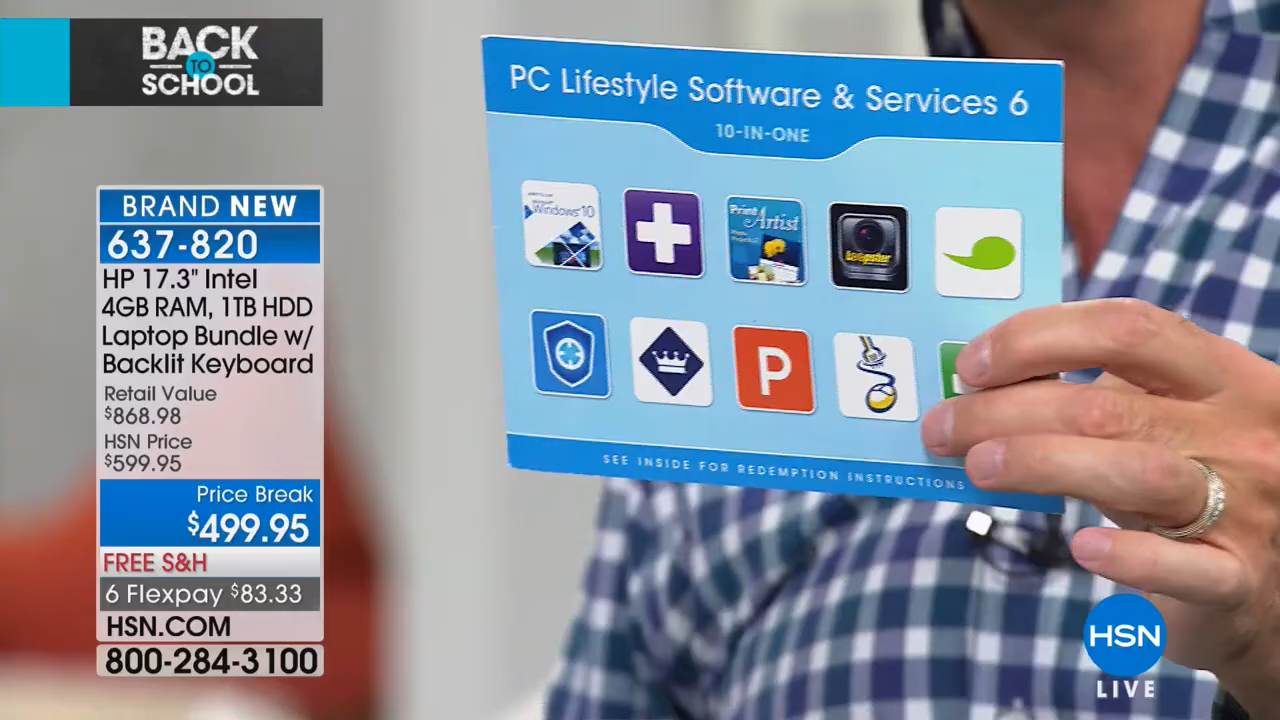 BACK
TO
SCHOOL
BRAND NEW
637-820
HP 17.3" Intel
4GB RAM, 1TB HDD
Laptop Bundle w/
Backlit Keyboard
Retail Value
$868.98
HSN Price
$599.95
Price Break
$499.95
FREE S&H
6 Flexpay $83.33
HSN.COM
800-284-3100
PC Lifestyle Software & Services 6
10-IN-ONE
Windows 10
Print Artist
P
SEE INSIDE FOR REDEMPTION INSTRUCTIONS
HSN
LIVE